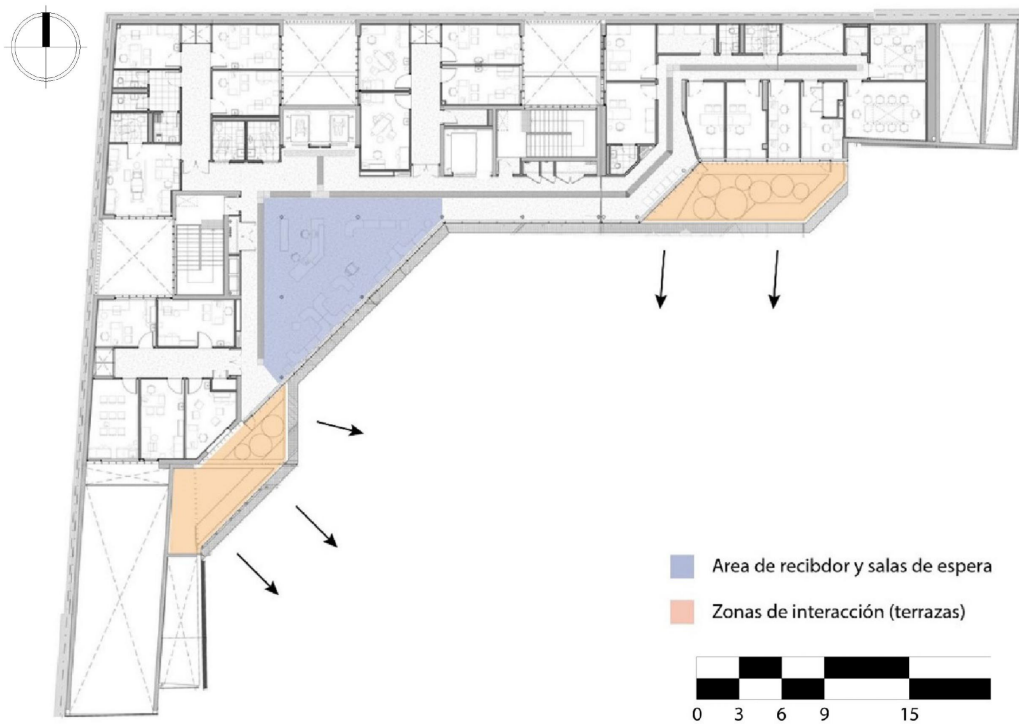 Area de recibdor y salas de espera
Zonas de interacción (terrazas)
0 3 6 9 15